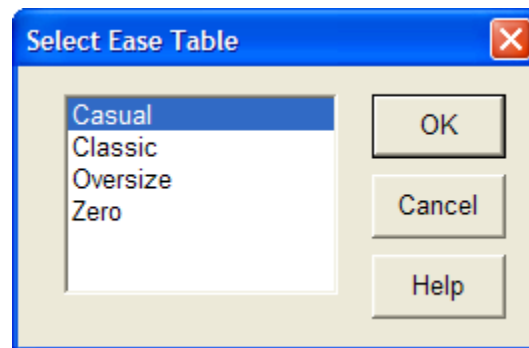 Select Ease Table
Casual
Classic
Oversize
Zero
OK
Cancel
Help